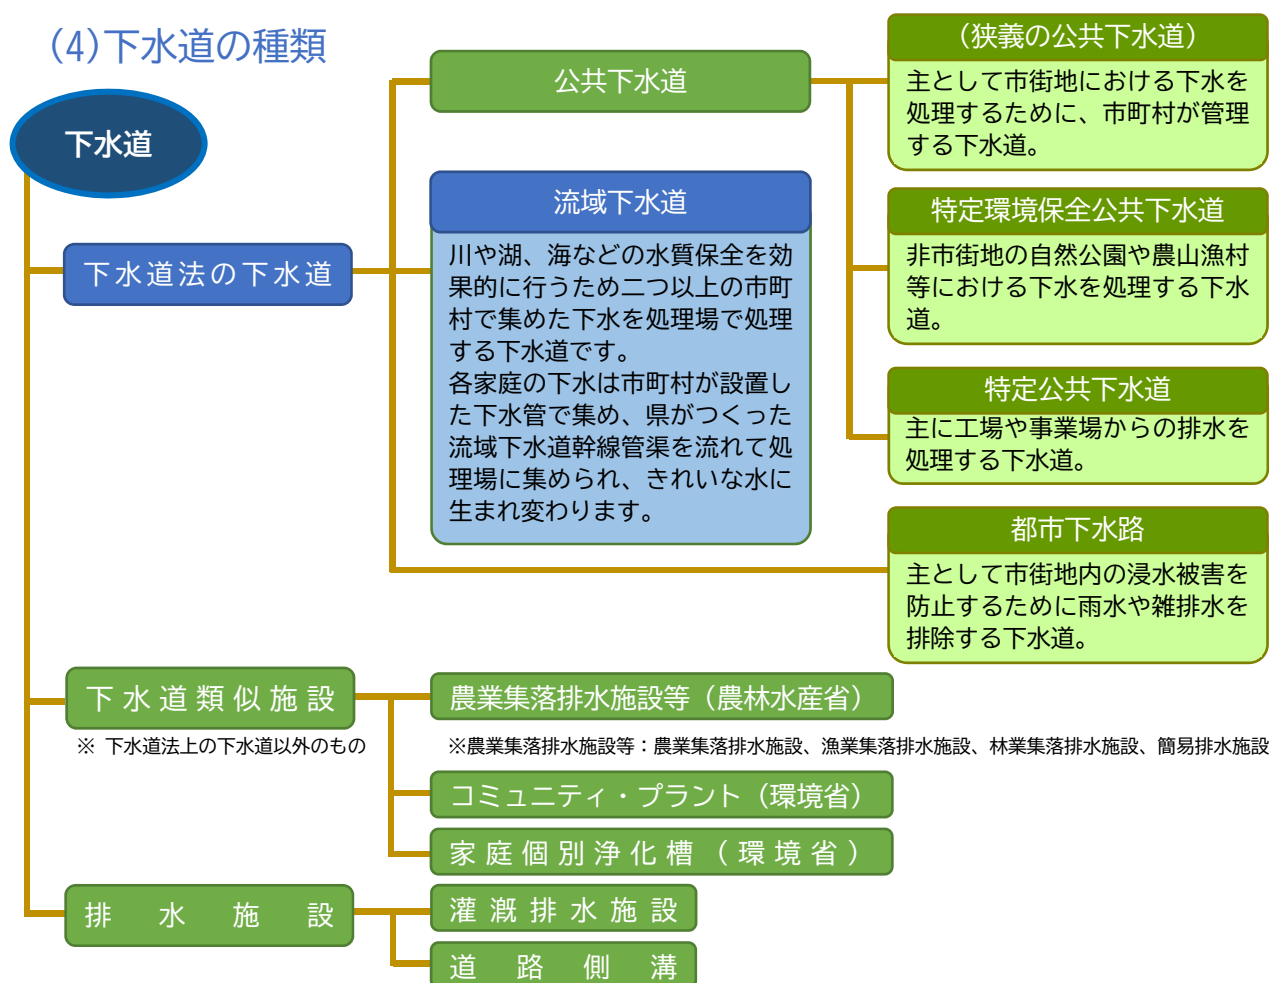 (4)下水道の種類
下水道
下水道法の下水道
公共下水道
(狭義の公共下水道)
主として市街地における下水を
処理するために、市町村が管理
する下水道。
特定環境保全公共下水道
非市街地の自然公園や農山漁村
等における下水を処理する下水
道。
特定公共下水道
主に工場や事業場からの排水を
処理する下水道。
流域下水道
川や湖、海などの水質保全を効
果的に行うため二つ以上の市町
村で集めた下水を処理場で処理
する下水道です。
各家庭の下水は市町村が設置し
た下水管で集め、県がつくった
流域下水道幹線管渠を流れて処
理場に集められ、きれいな水に
生まれ変わります。
都市下水路
主として市街地内の浸水被害を
防止するために雨水や雑排水を
排除する下水道。
下水道類似施設
※ 下水道法上の下水道以外のもの
農業集落排水施設等（農林水産省）
※農業集落排水施設等：農業集落排水施設、漁業集落排水施設、林業集落排水施設、簡易排水施設
コミュニティ・プラント（環境省）
家庭個別浄化槽（環境省）
排水施設
灌漑排水施設
道路側溝